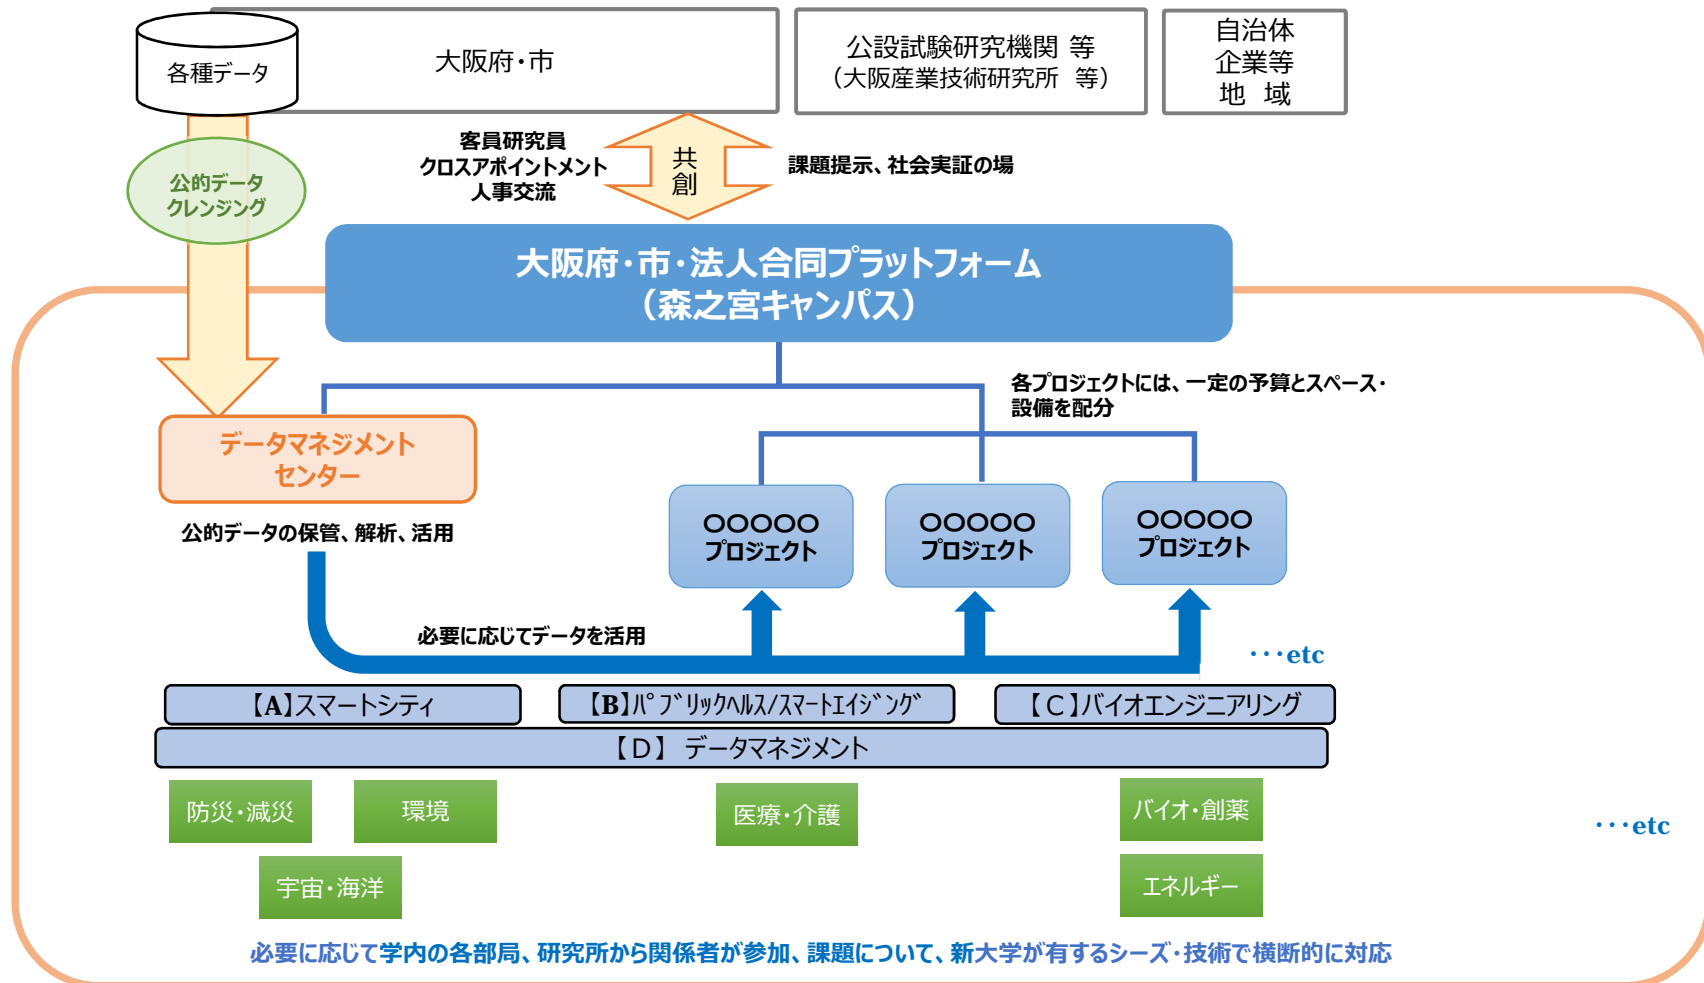 各種データ
大阪府・市
公設試験研究機関 等
（大阪産業技術研究所 等）
自治体
企業等
地 域
公的データ
クレンジング
客員研究員
クロスアポイントメント
人事交流
共
創
課題提示、社会実証の場
大阪府・市・法人合同プラットフォーム
（森之宮キャンパス）
各プロジェクトには、一定の予算とスペース・
設備を配分
データマネジメント
センター
公的データの保管、解析、活用
〇〇〇〇〇
プロジェクト
〇〇〇〇〇
プロジェクト
〇〇〇〇〇
プロジェクト
必要に応じてデータを活用
･･･etc
【A】スマートシティ
【B】ﾊﾟﾌﾞﾘｯｸﾍﾙｽ/ｽﾏｰﾄｴｲｼﾞﾝｸﾞ
【C】バイオエンジニアリング
【D】 データマネジメント
防災・減災
環境
医療・介護
バイオ・創薬
･･･etc
宇宙・海洋
エネルギー
必要に応じて学内の各部局、研究所から関係者が参加、課題について、新大学が有するシーズ・技術で横断的に対応